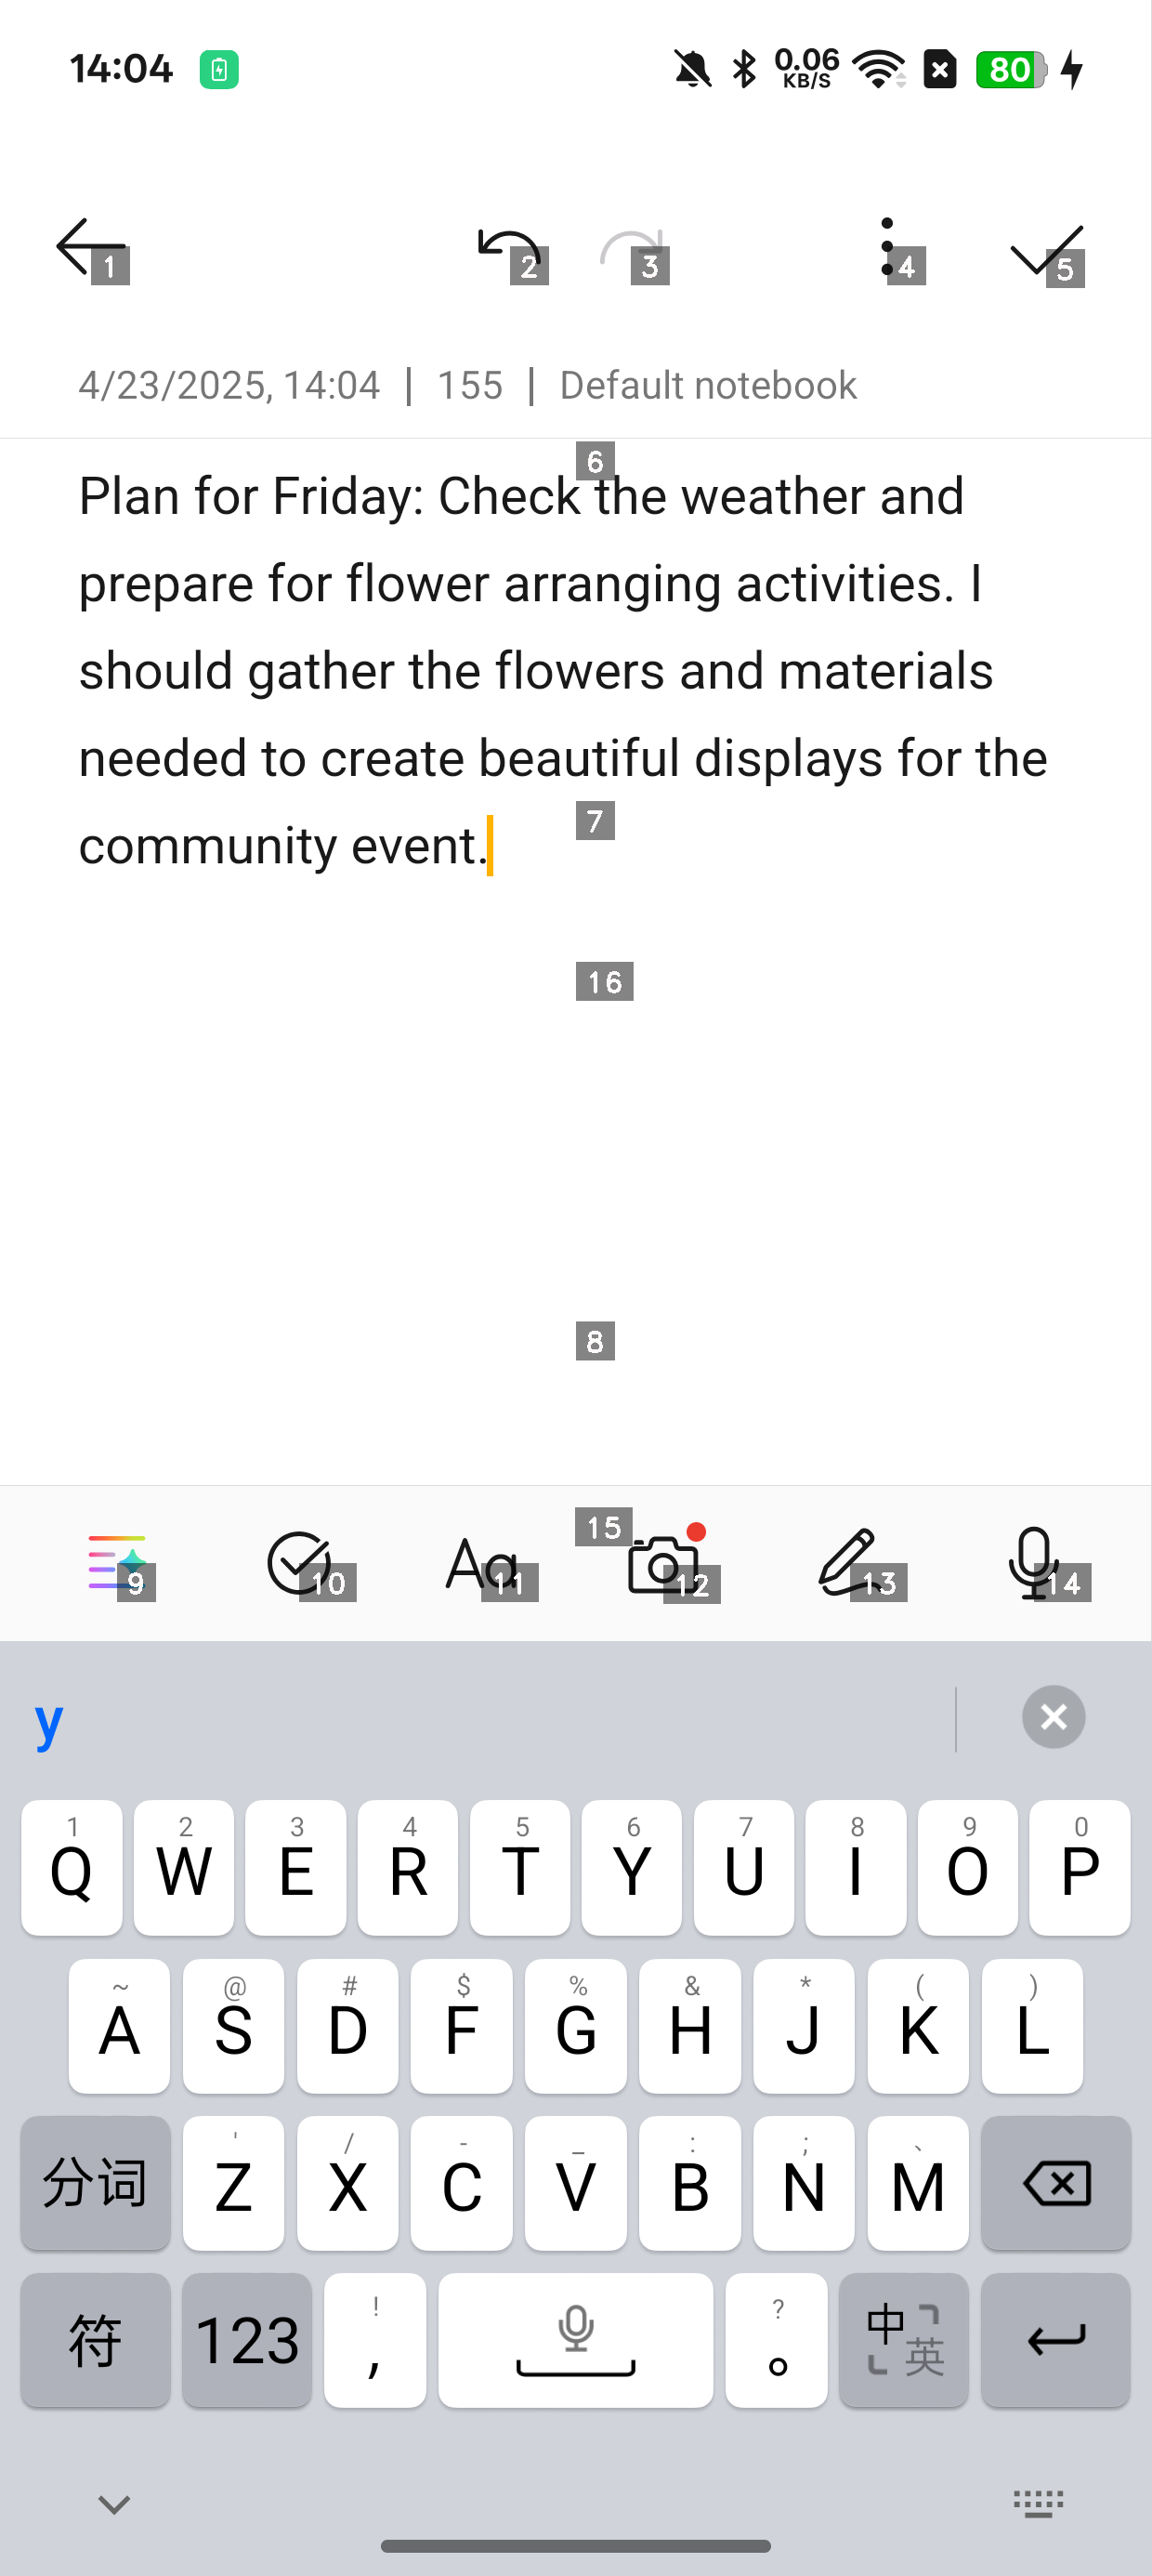 14:04
0.06
KB/S
80
1
2
3
4
5
4/23/2025, 14:04 | 155 | Default notebook
6
Plan for Friday: Check the weather and
prepare for flower arranging activities. I
should gather the flowers and materials
needed to create beautiful displays for the
community event.
7
16
8
15
9
10
Aa
11
12
13
14
y
1 2 3 4 5 6 7 8 9 0
Q W E R T Y U I O P
~ @ # $ % & * ( )
A S D F G H J K L
' / - _ : ; 、
分词 Z X C V B N M
! ?
符 123 , 。 中 英